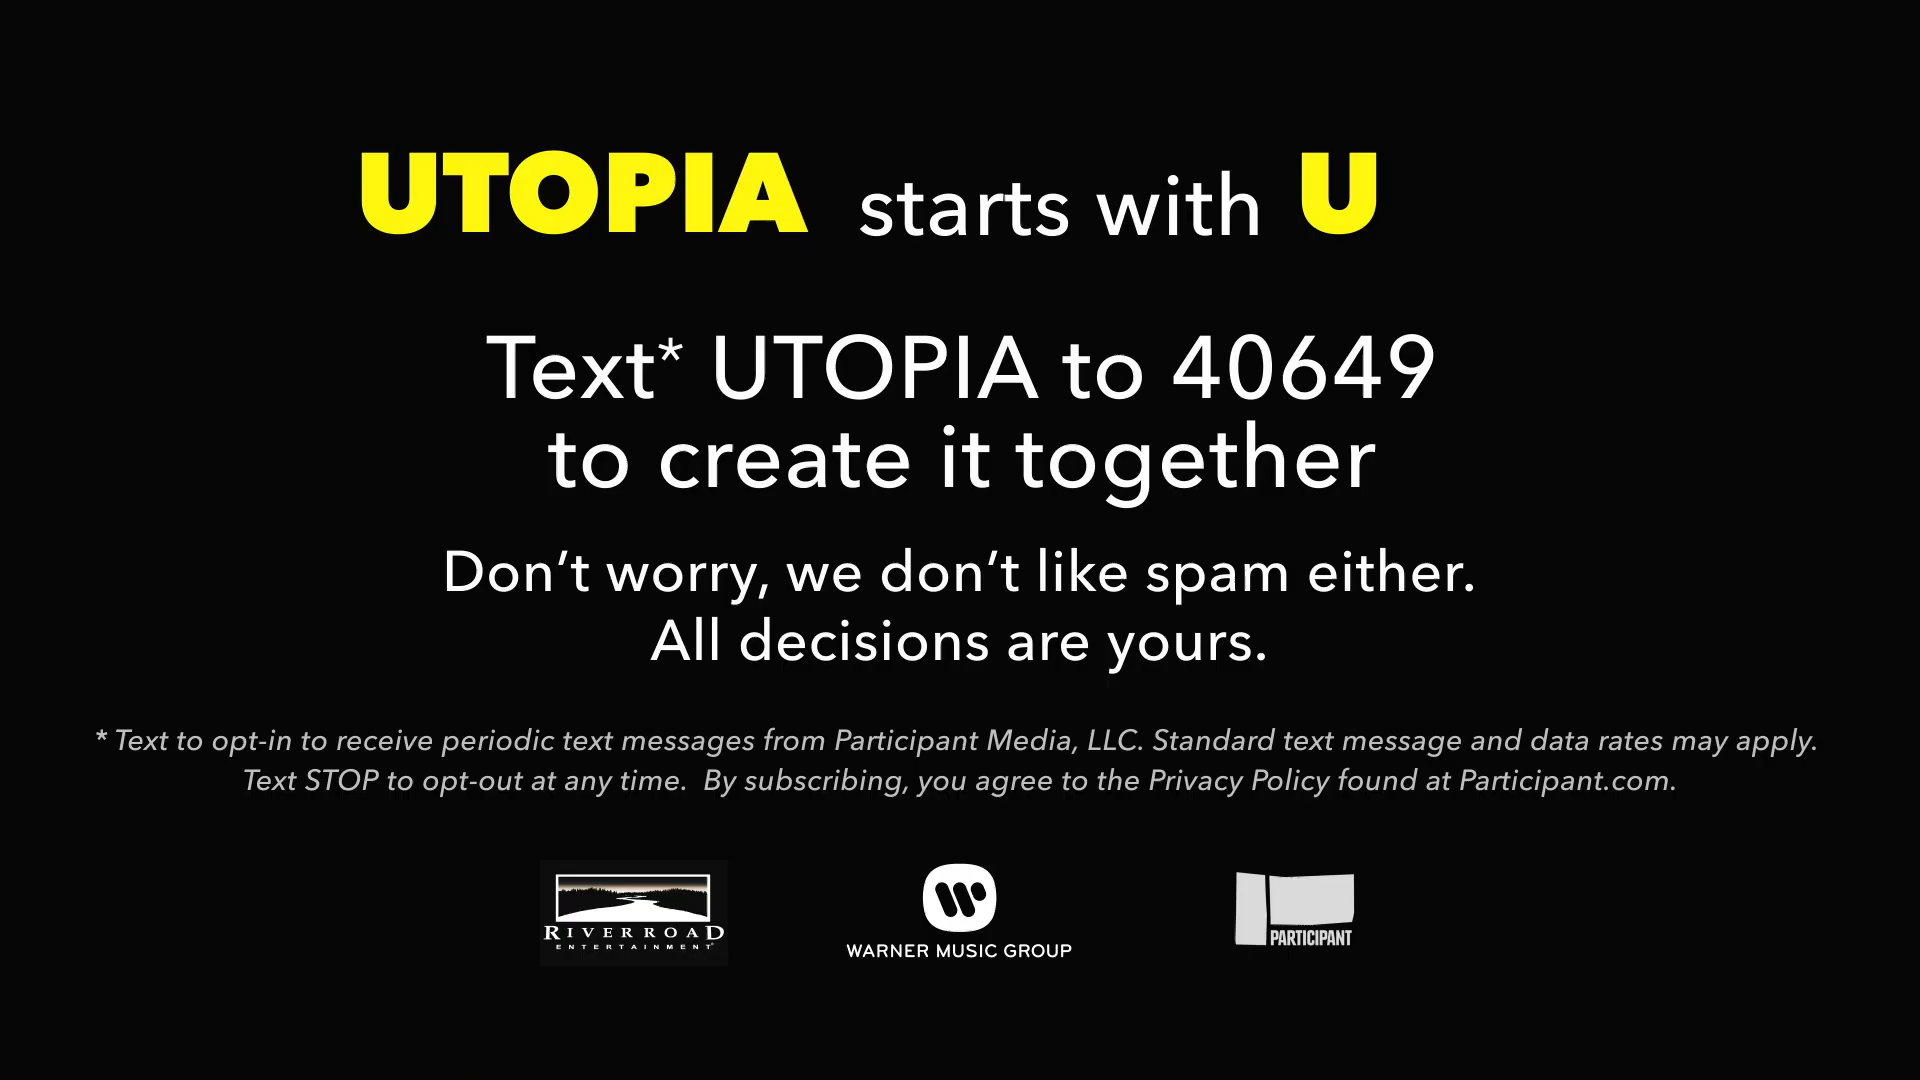 UTOPIA starts with U
Text* UTOPIA to 40649
to create it together
Don’t worry, we don’t like spam either.
All decisions are yours.
* Text to opt-in to receive periodic text messages from Participant Media, LLC. Standard text message and data rates may apply.
Text STOP to opt-out at any time.  By subscribing, you agree to the Privacy Policy found at Participant.com.
RIVER ROAD
ENTERTAINMENT
WARNER MUSIC GROUP
PARTICIPANT